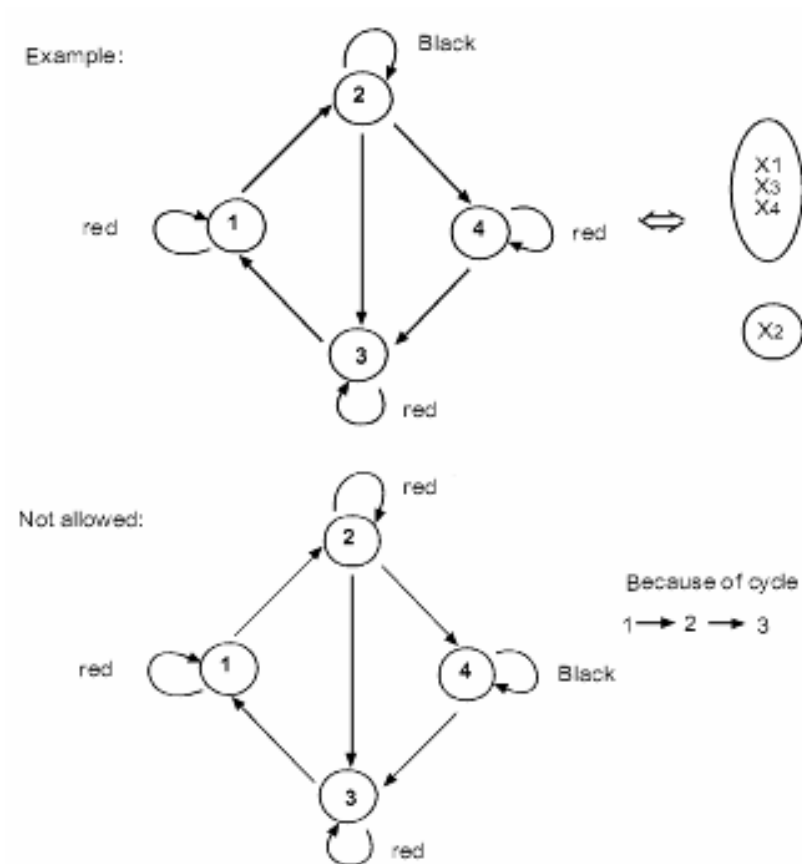 Example:
Black
2
red
1
4
red
3
red
X1
X3
X4
X2
Not allowed:
red
2
red
1
4
Black
3
red
Because of cycle
1 → 2 → 3